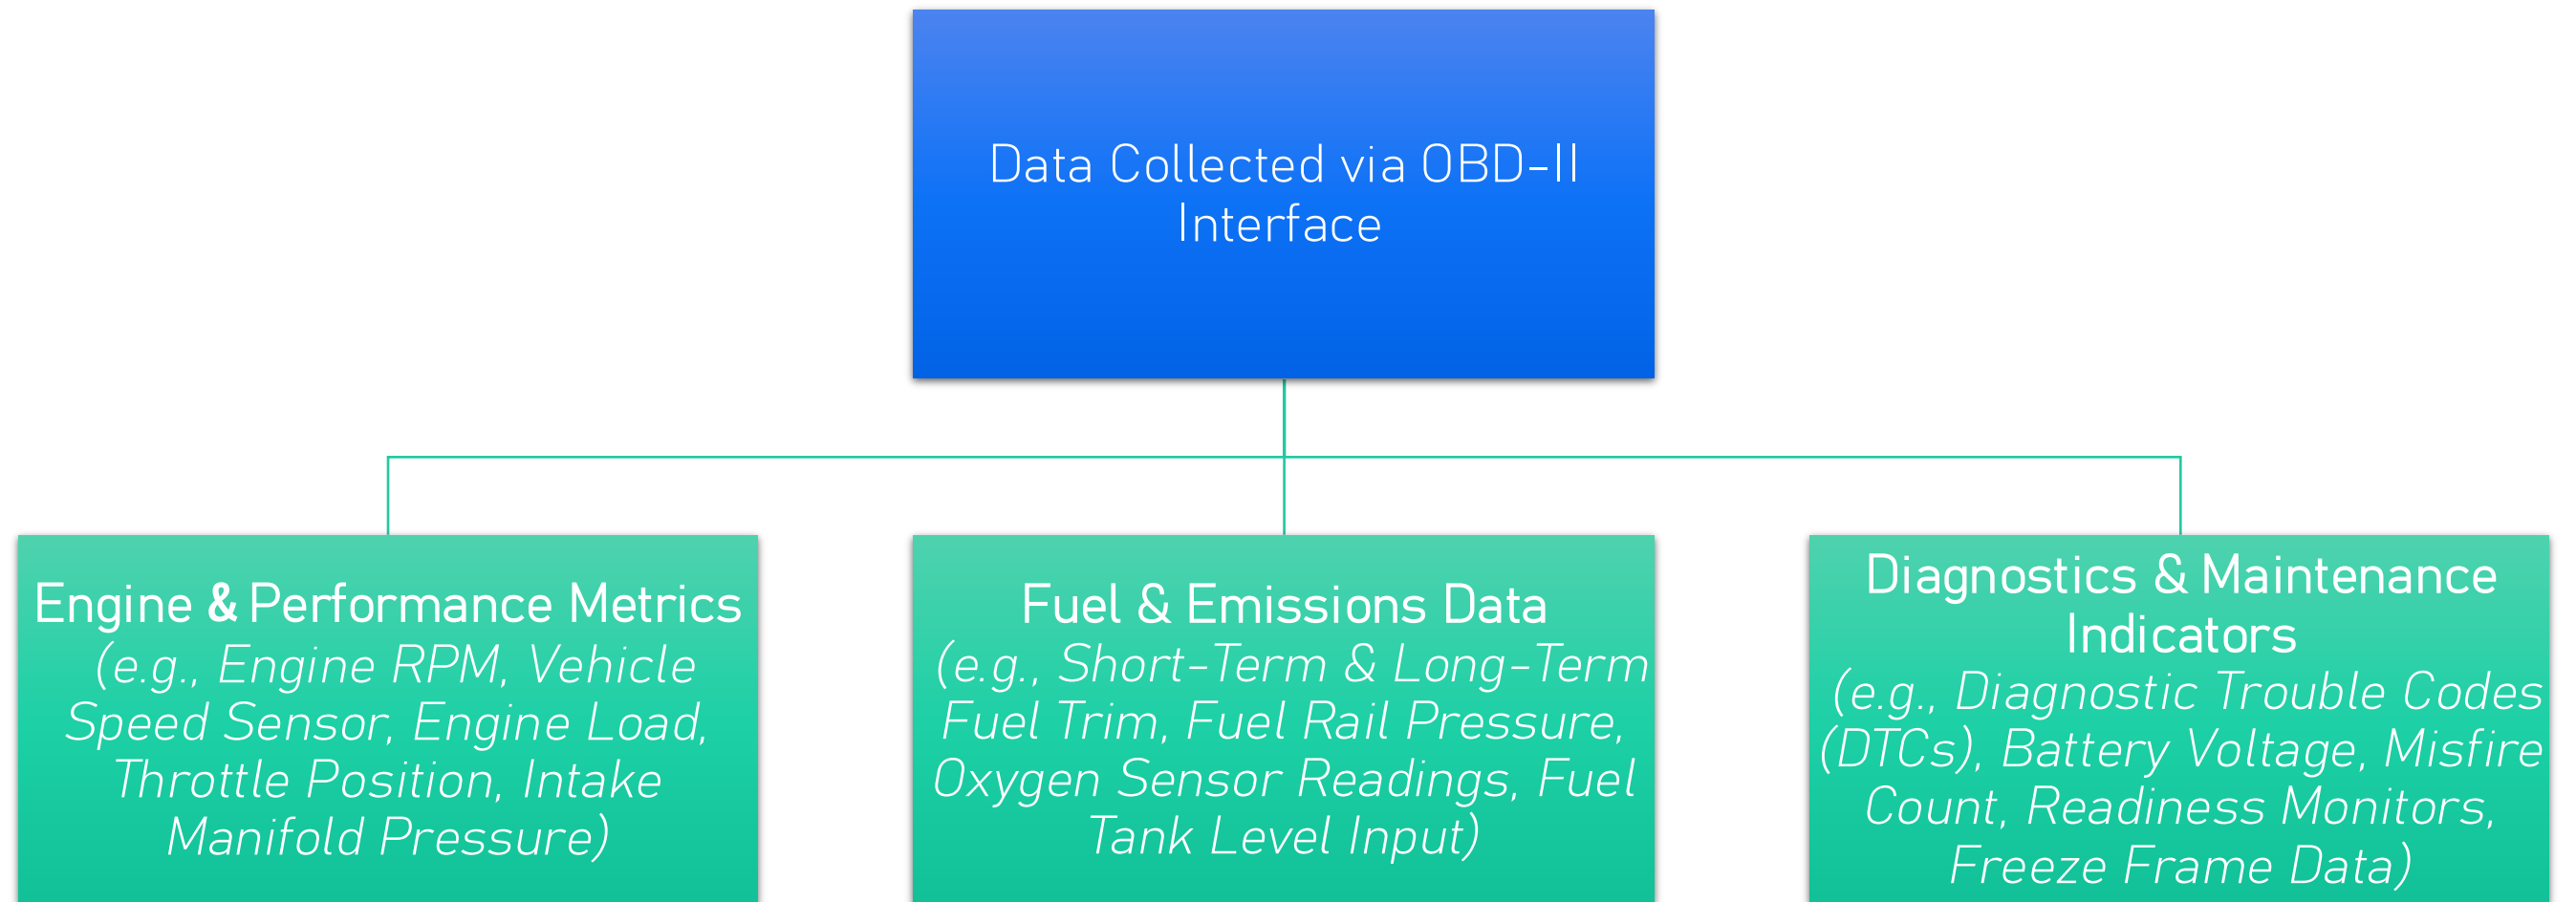 Data Collected via OBD-II
Interface
Engine & Performance Metrics
(e.g., Engine RPM, Vehicle
Speed Sensor, Engine Load,
Throttle Position, Intake
Manifold Pressure)
Fuel & Emissions Data
(e.g., Short-Term & Long-Term
Fuel Trim, Fuel Rail Pressure,
Oxygen Sensor Readings, Fuel
Tank Level Input)
Diagnostics & Maintenance
Indicators
(e.g., Diagnostic Trouble Codes
(DTCs), Battery Voltage, Misfire
Count, Readiness Monitors,
Freeze Frame Data)